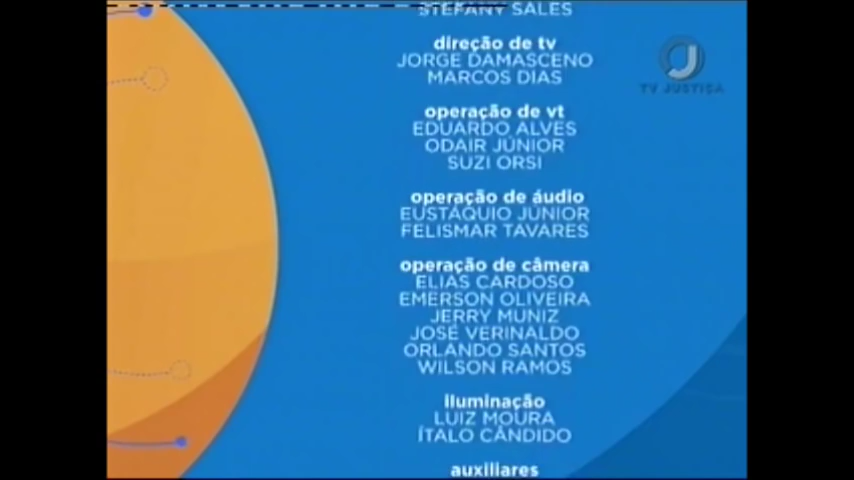 STEFANY SALES
direção de tv
JORGE DAMASCENO
MARCOS DIAS
TV JUSTIÇA
operação de vt
EDUARDO ALVES
ODAIR JÚNIOR
SUZI ORSI
operação de áudio
EUSTÁQUIO JÚNIOR
FELISMAR TAVARES
operação de câmera
ELIAS CARDOSO
EMERSON OLIVEIRA
JERRY MUNIZ
JOSÉ VERINALDO
ORLANDO SANTOS
WILSON RAMOS
iluminação
LUIZ MOURA
ÍTALO CÂNDIDO
auxiliares